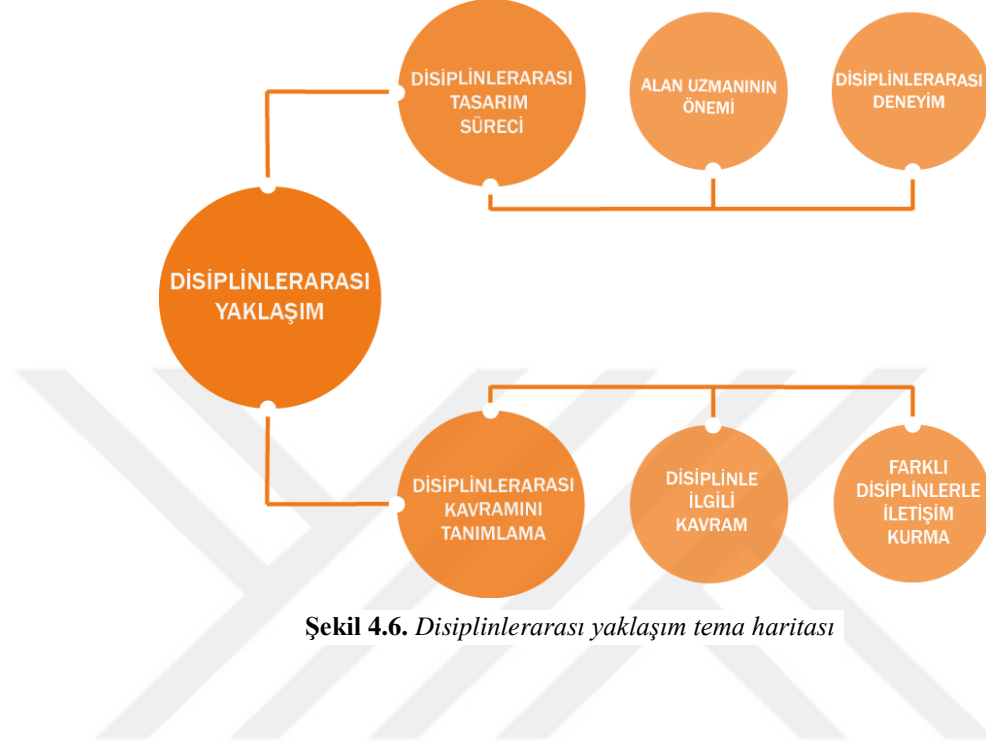 DİSİPLİNLERARASI
TASARIM
SÜRECİ
ALAN UZMANININ
ÖNEMİ
DİSİPLİNLERARASI
DENEYİM
DİSİPLİNLERARASI
YAKLAŞIM
DİSİPLİNLERARASI
KAVRAMINI
TANIMLAMA
DİSİPLİNLE
İLGİLİ
KAVRAM
FARKLI
DİSİPLİNLERLE
İLETİŞİM
KURMA
Şekil 4.6. Disiplinlerarası yaklaşım tema haritası